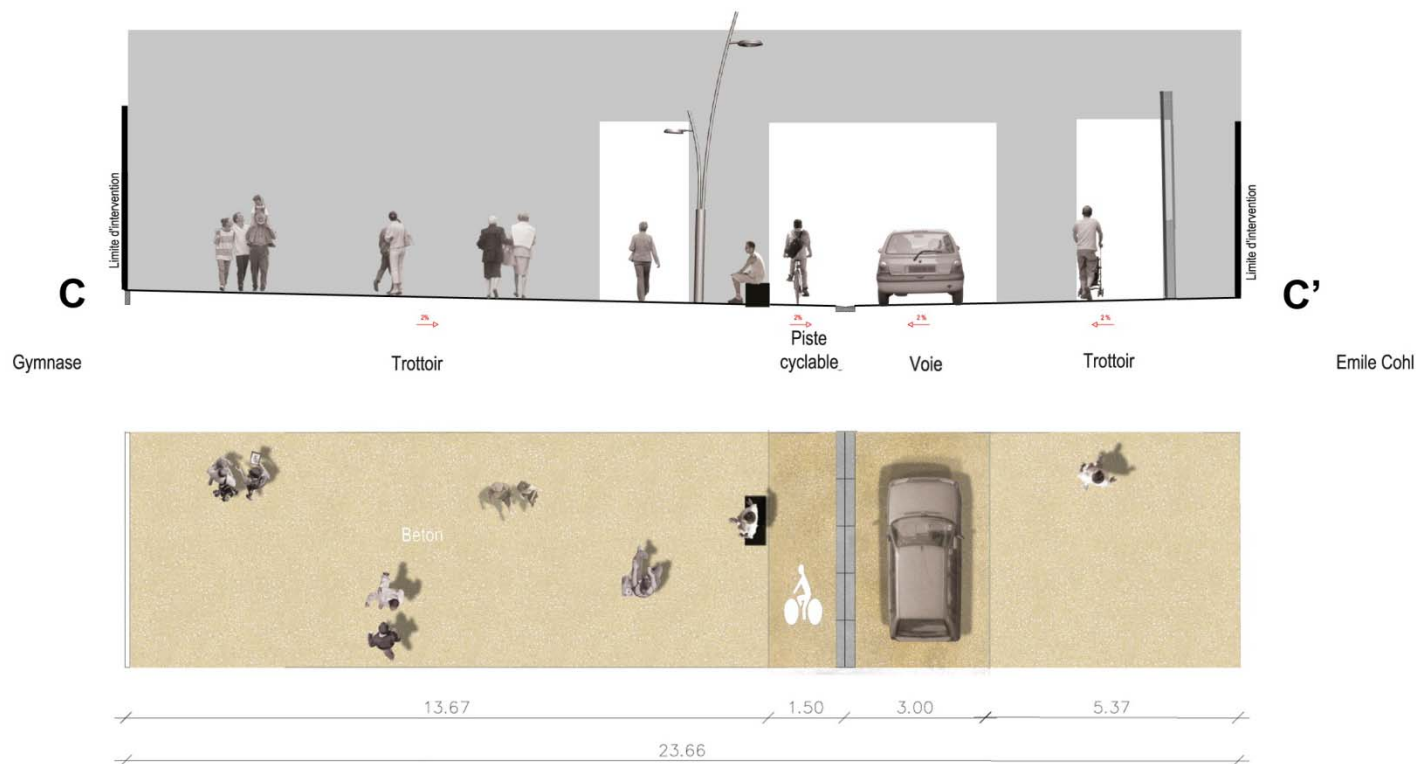 Limite d'intervention
Limite d'intervention
C
C'
2%
2%
2%
2%
Gymnase
Trottoir
Piste
cyclable
Voie
Trottoir
Emile Cohl
Béton
13.67
1.50
3.00
5.37
23.66